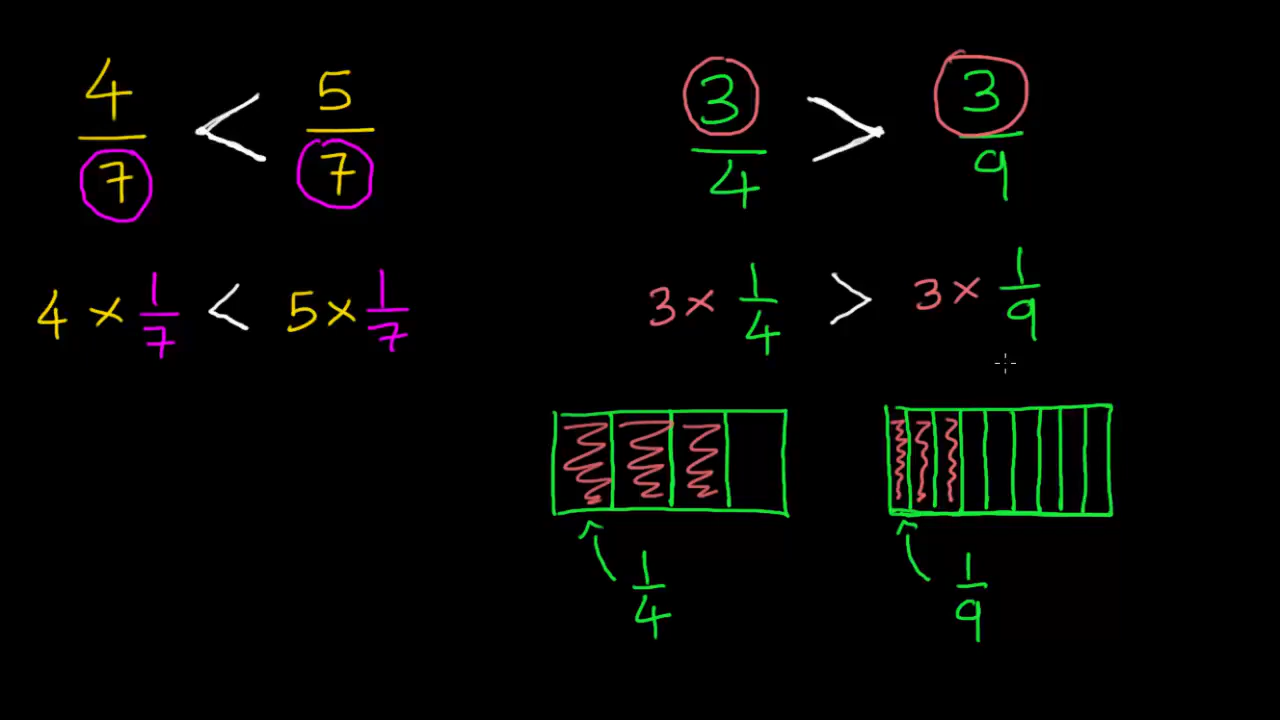 4/7 < 5/7
3/4 > 3/9
4 × 1/7 < 5 × 1/7
3 × 1/4 > 3 × 1/9
1/4
1/9